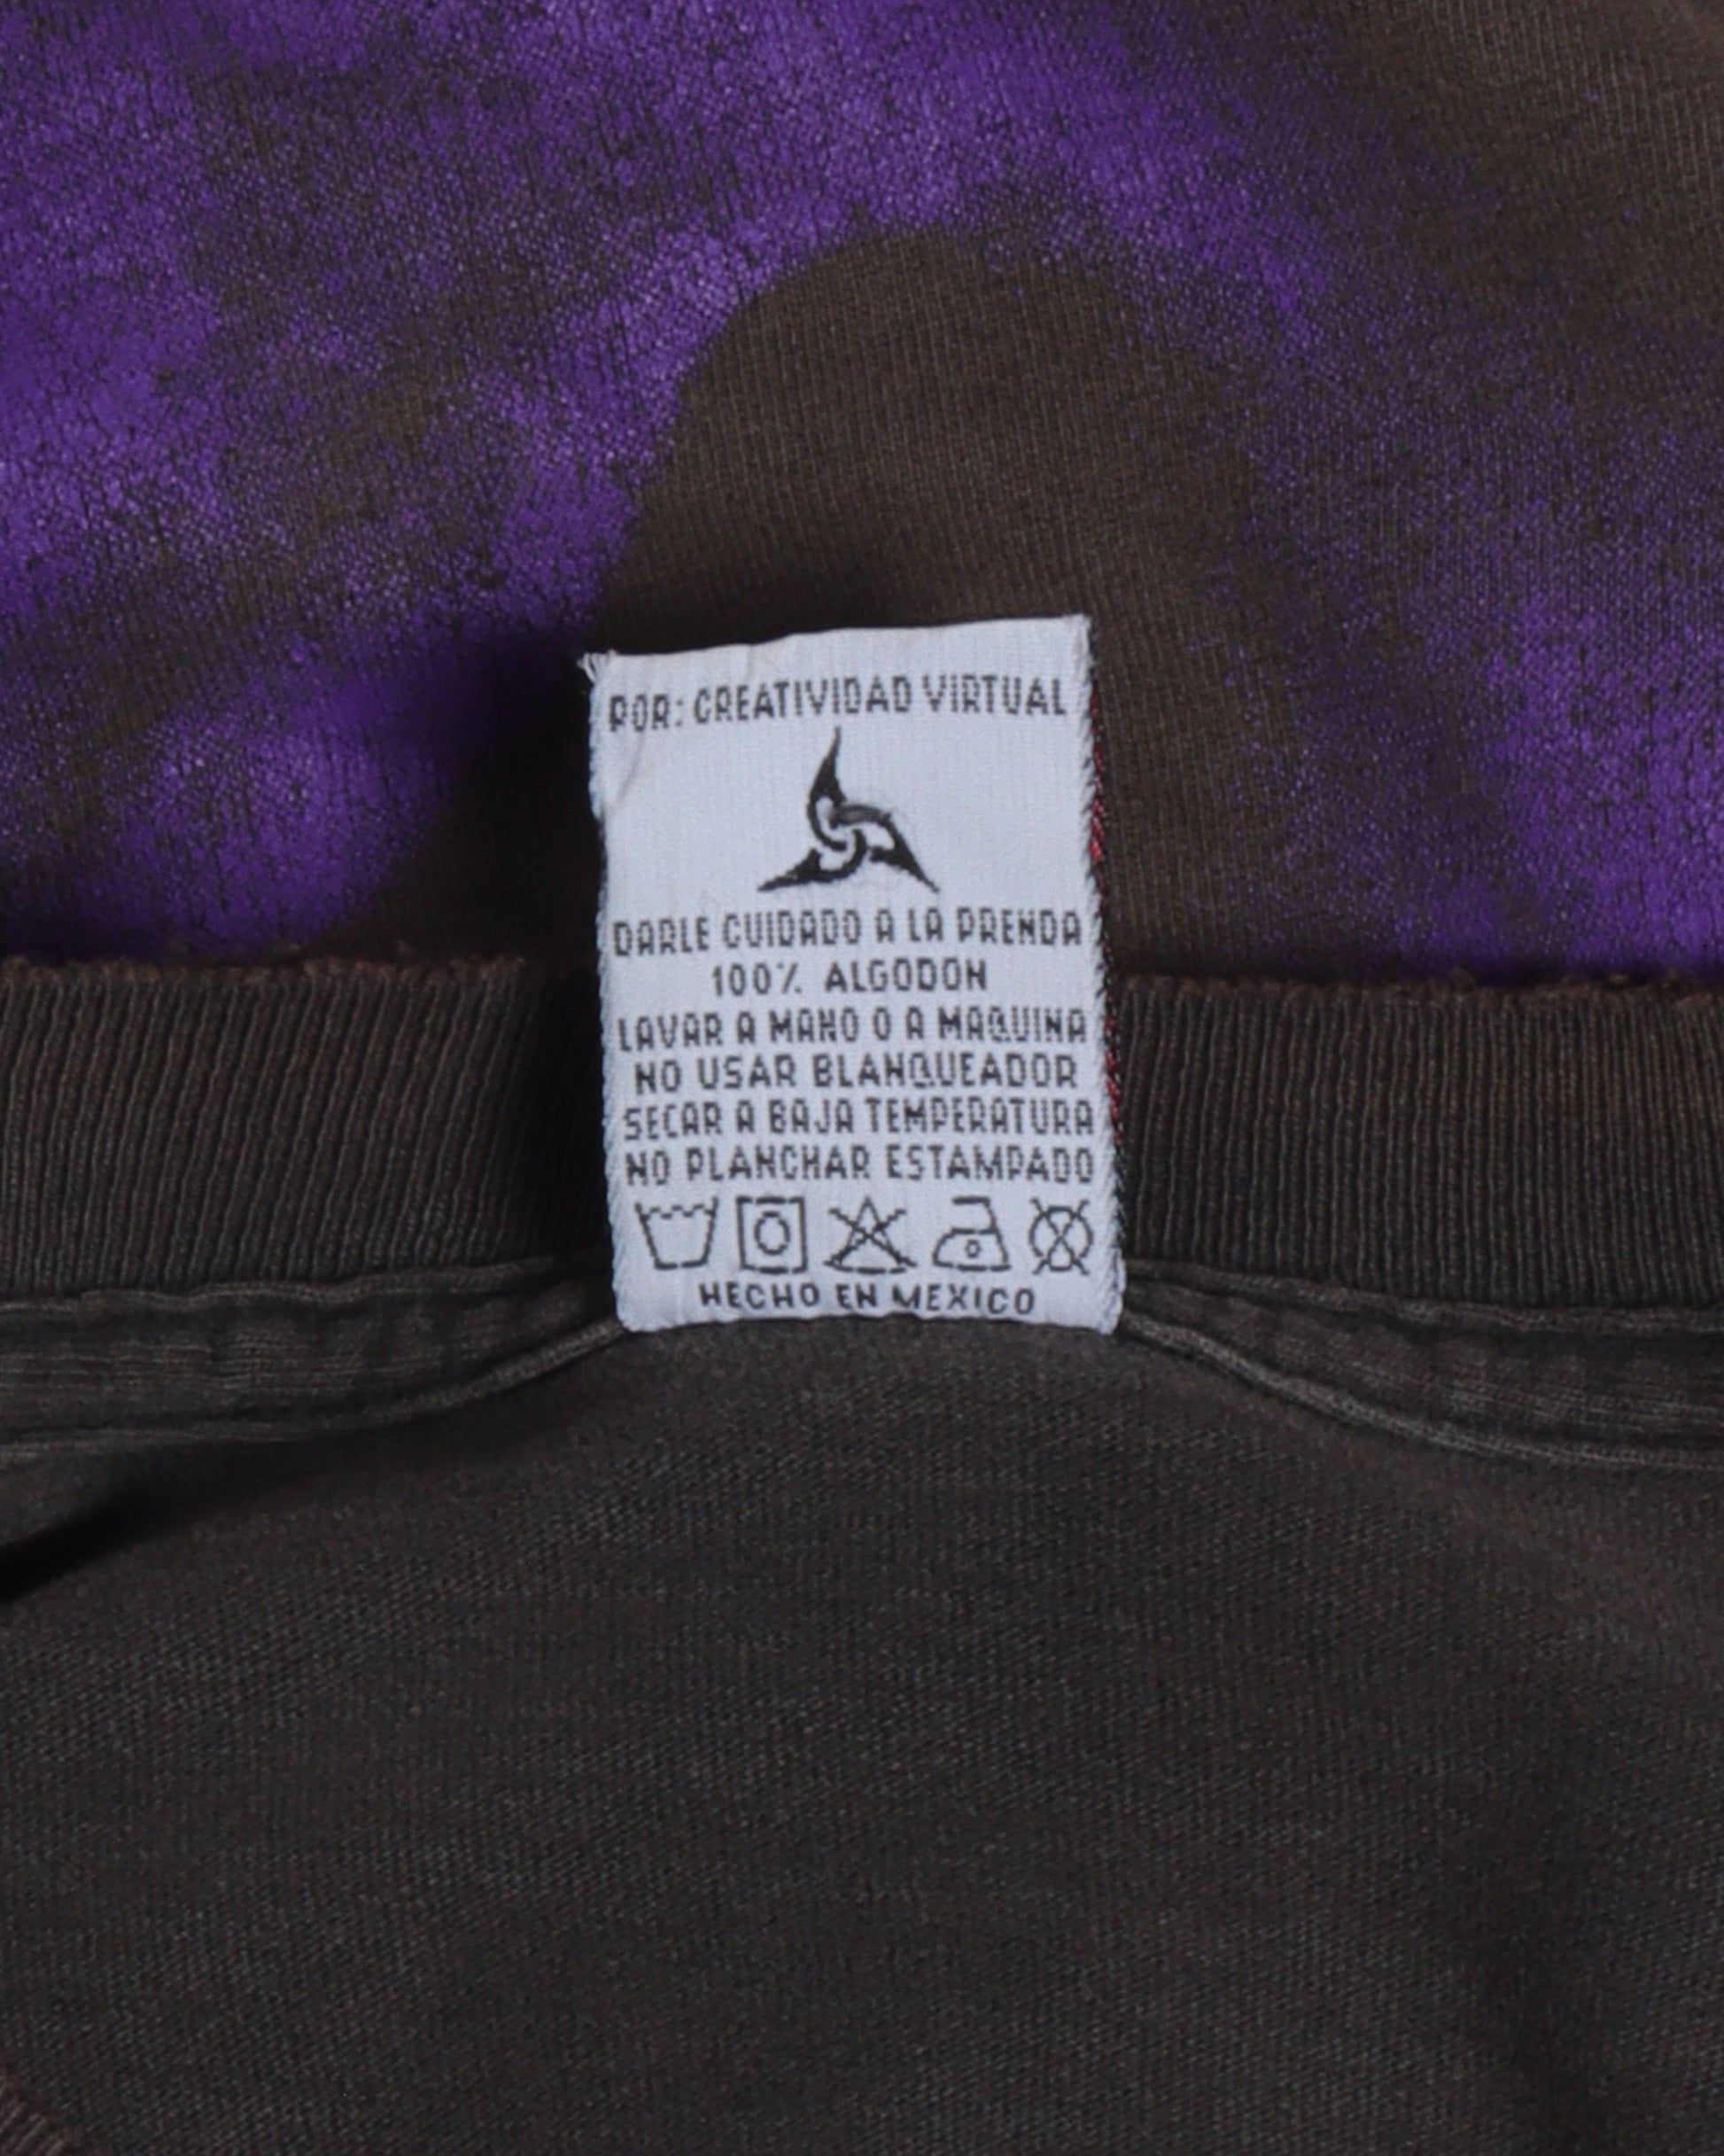 POR: CREATIVIDAD VIRTUAL
DARLE CUIDADO A LA PRENDA
100% ALGODON
LAVAR A MANO O A MAQUINA
NO USAR BLANQUEADOR
SECAR A BAJA TEMPERATURA
NO PLANCHAR ESTAMPADO
HECHO EN MEXICO